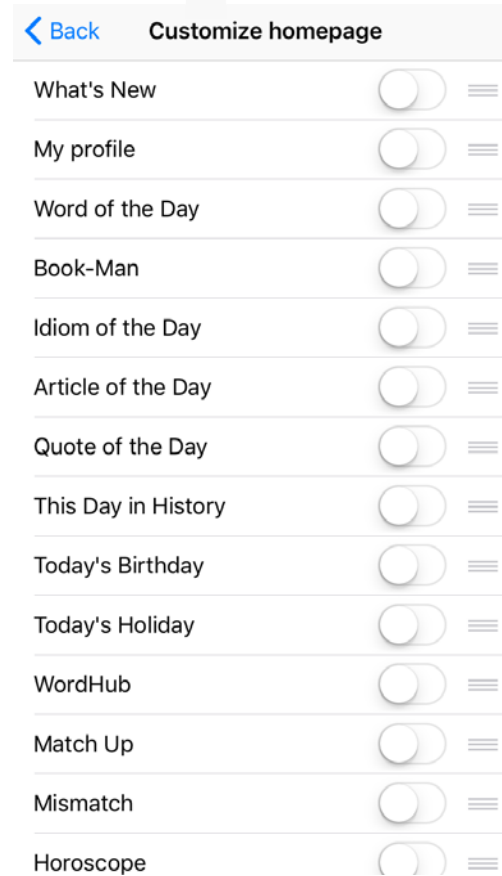 Back Customize homepage
What's New
My profile
Word of the Day
Book-Man
Idiom of the Day
Article of the Day
Quote of the Day
This Day in History
Today's Birthday
Today's Holiday
WordHub
Match Up
Mismatch
Horoscope